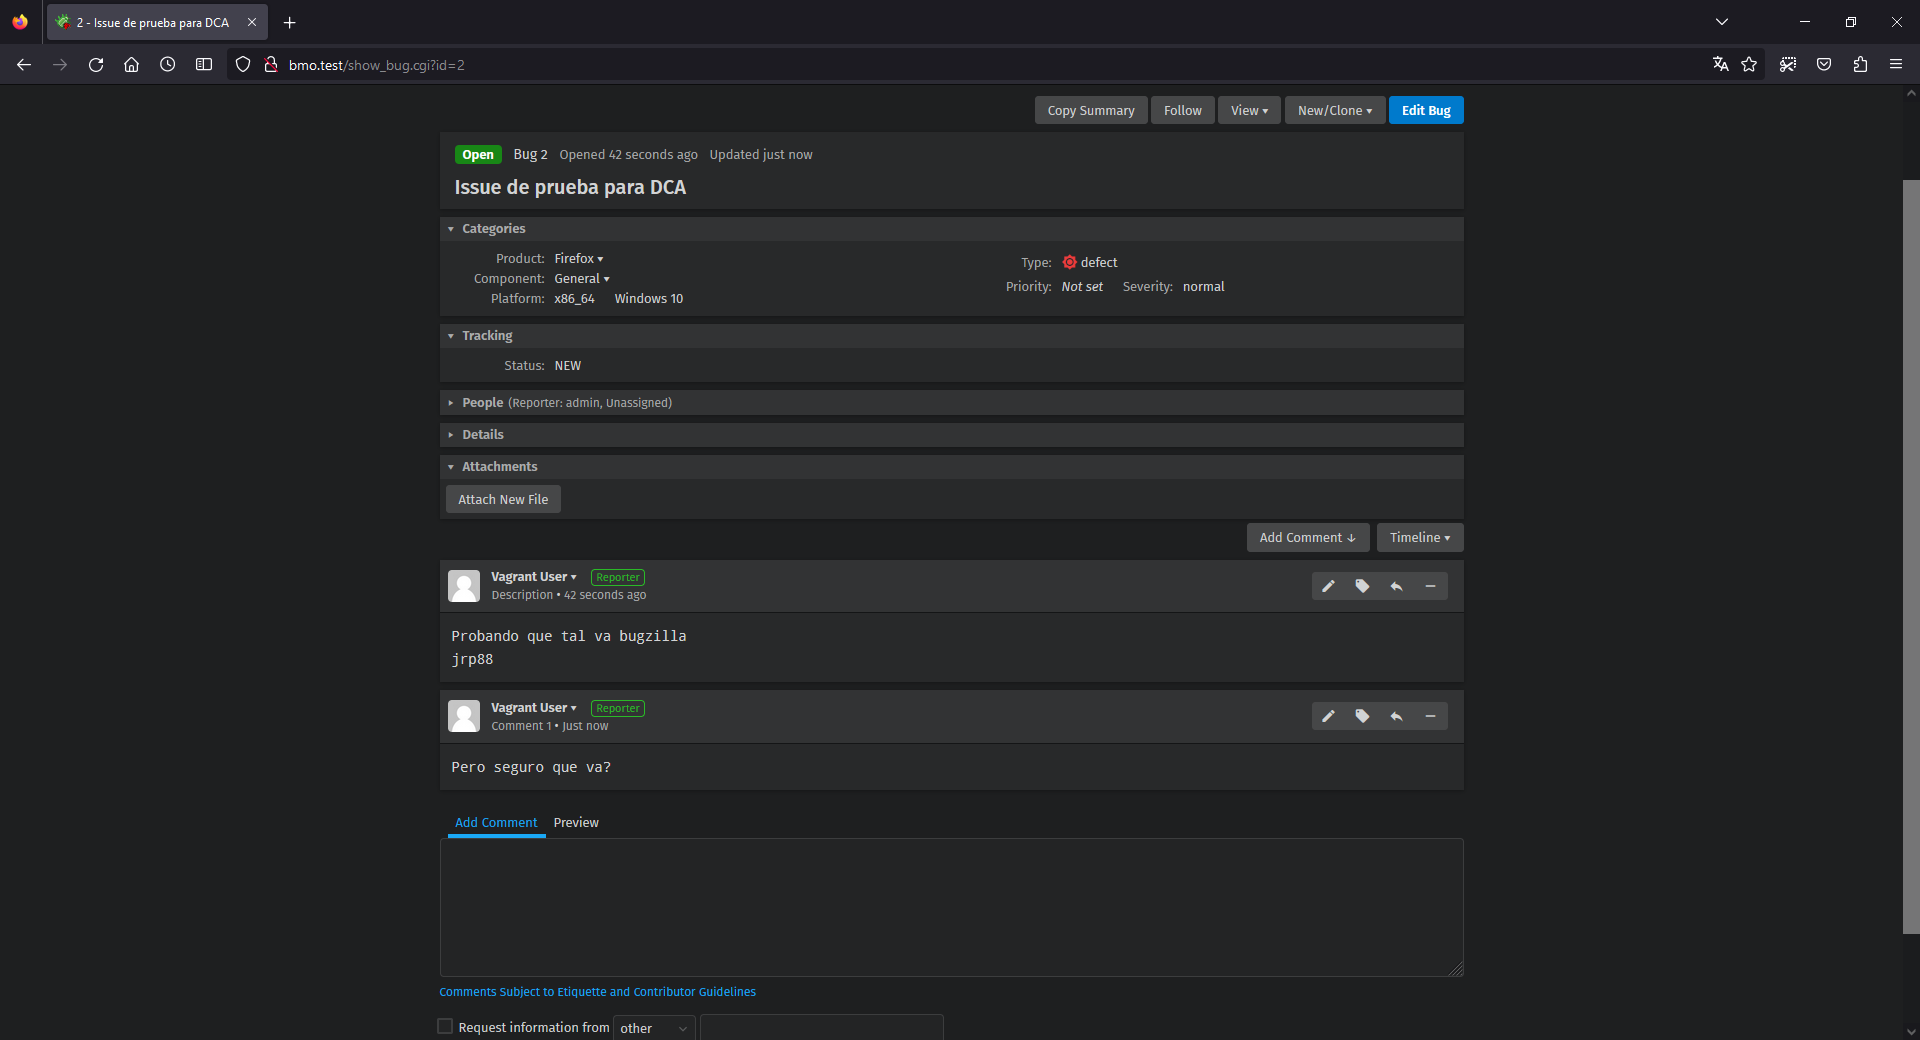 2 - Issue de prueba para DCA
bmo.test/show_bug.cgi?id=2
Copy Summary Follow View New/Clone Edit Bug
Open Bug 2 Opened 42 seconds ago Updated just now
Issue de prueba para DCA
Categories
Product: Firefox
Component: General
Platform: x86_64 Windows 10
Type: defect
Priority: Not set Severity: normal
Tracking
Status: NEW
People (Reporter: admin, Unassigned)
Details
Attachments
Attach New File
Add Comment ↓ Timeline
Vagrant User Reporter
Description • 42 seconds ago
Probando que tal va bugzilla
jrp88
Vagrant User Reporter
Comment 1 • Just now
Pero seguro que va?
Add Comment Preview
Comments Subject to Etiquette and Contributor Guidelines
Request information from other